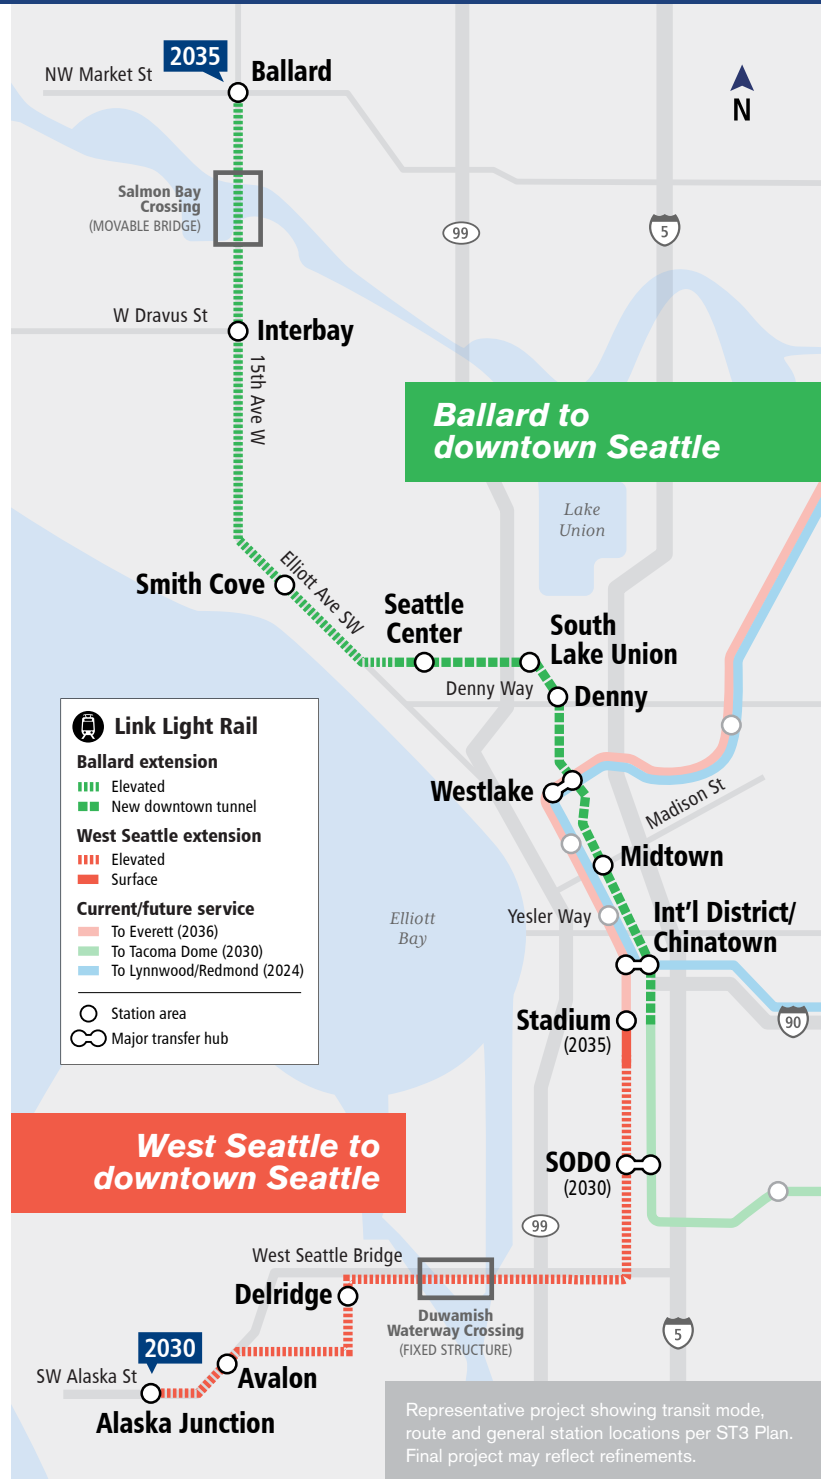 2035
Ballard
NW Market St
N
Salmon Bay
Crossing
(MOVABLE BRIDGE)
99
5
W Dravus St
Interbay
15th Ave W
Ballard to
downtown Seattle
Lake
Union
Elliott Ave SW
Smith Cove
Seattle
Center
South
Lake Union
Denny Way
Denny
Link Light Rail
Ballard extension
Elevated
New downtown tunnel
West Seattle extension
Elevated
Surface
Current/future service
To Everett (2036)
To Tacoma Dome (2030)
To Lynnwood/Redmond (2024)
Station area
Major transfer hub
Westlake
Madison St
Midtown
Elliott
Bay
Yesler Way
Int'l District/
Chinatown
Stadium
(2035)
90
West Seattle to
downtown Seattle
SODO
(2030)
99
West Seattle Bridge
Delridge
Duwamish
Waterway Crossing
(FIXED STRUCTURE)
5
2030
SW Alaska St
Avalon
Alaska Junction
Representative project showing transit mode,
route and general station locations per ST3 Plan.
Final project may reflect refinements.